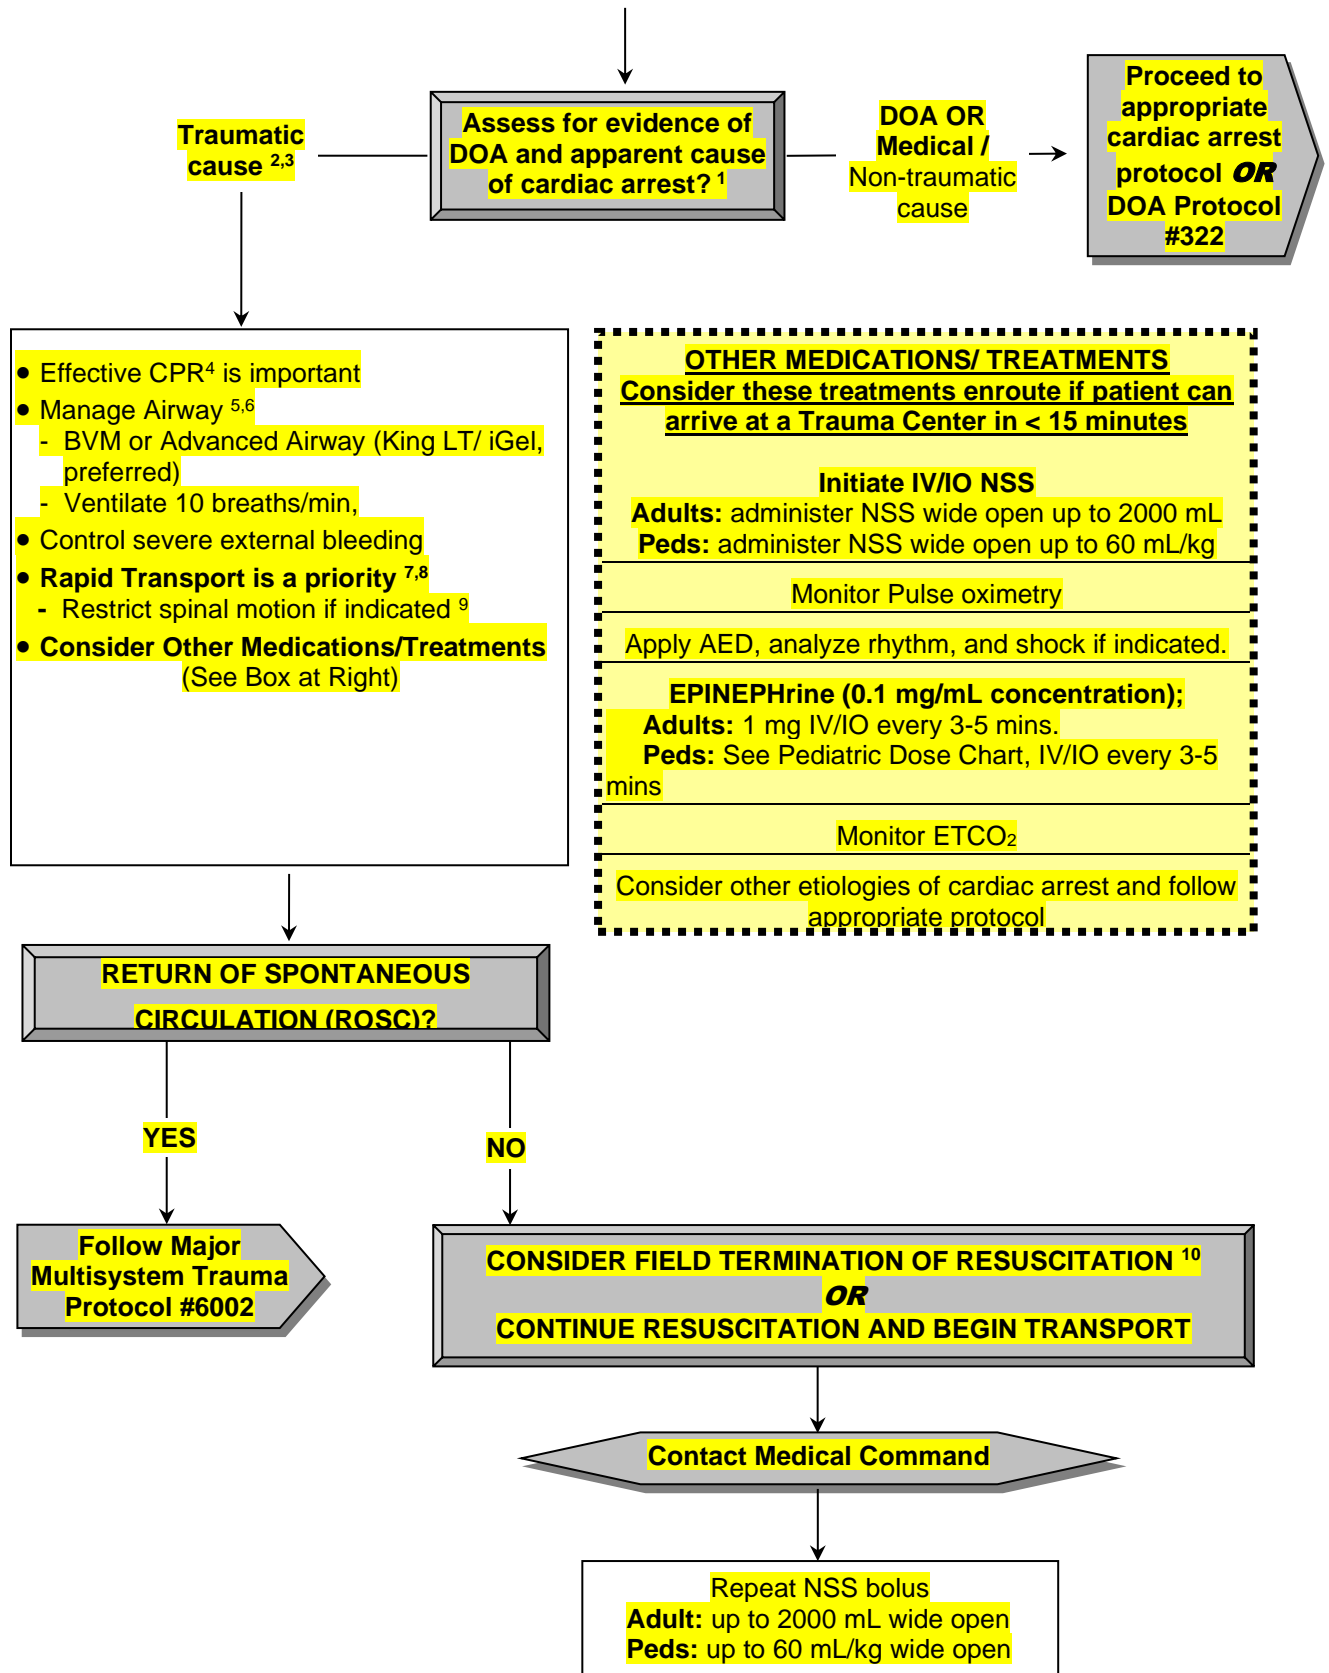 Assess for evidence of
DOA and apparent cause
of cardiac arrest? 1
Traumatic
cause 2,3
DOA OR
Medical /
Non-traumatic
cause
Proceed to
appropriate
cardiac arrest
protocol OR
DOA Protocol
#322
• Effective CPR4 is important
• Manage Airway 5,6
- BVM or Advanced Airway (King LT/ iGel,
preferred)
- Ventilate 10 breaths/min,
• Control severe external bleeding
• Rapid Transport is a priority 7,8
- Restrict spinal motion if indicated 9
• Consider Other Medications/Treatments
(See Box at Right)
OTHER MEDICATIONS/ TREATMENTS
Consider these treatments enroute if patient can
arrive at a Trauma Center in < 15 minutes
Initiate IV/IO NSS
Adults: administer NSS wide open up to 2000 mL
Peds: administer NSS wide open up to 60 mL/kg
Monitor Pulse oximetry
Apply AED, analyze rhythm, and shock if indicated.
EPINEPHrine (0.1 mg/mL concentration);
Adults: 1 mg IV/IO every 3-5 mins.
Peds: See Pediatric Dose Chart, IV/IO every 3-5
mins
Monitor ETCO2
Consider other etiologies of cardiac arrest and follow
appropriate protocol
RETURN OF SPONTANEOUS
CIRCULATION (ROSC)?
YES
NO
Follow Major
Multisystem Trauma
Protocol #6002
CONSIDER FIELD TERMINATION OF RESUSCITATION 10
OR
CONTINUE RESUSCITATION AND BEGIN TRANSPORT
Contact Medical Command
Repeat NSS bolus
Adult: up to 2000 mL wide open
Peds: up to 60 mL/kg wide open